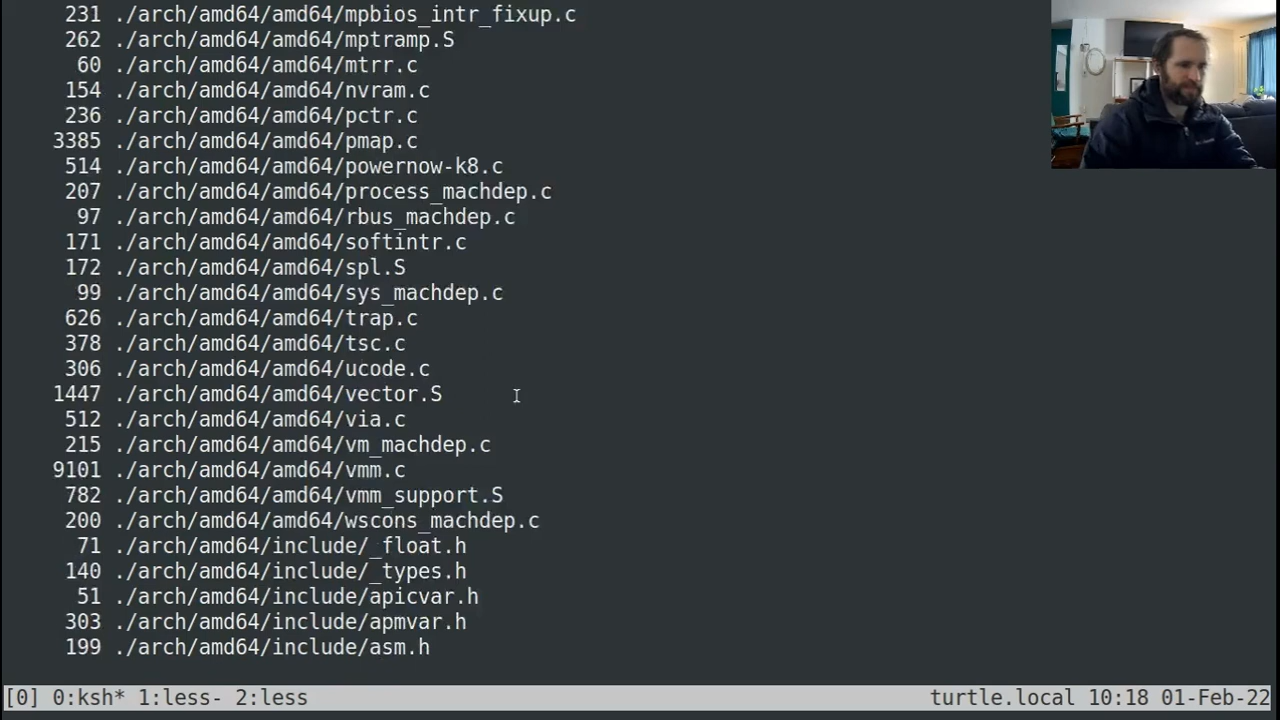 231 ./arch/amd64/amd64/mpbios_intr_fixup.c
262 ./arch/amd64/amd64/mptramp.S
60 ./arch/amd64/amd64/mtrr.c
154 ./arch/amd64/amd64/nvram.c
236 ./arch/amd64/amd64/pctr.c
3385 ./arch/amd64/amd64/pmap.c
514 ./arch/amd64/amd64/powernow-k8.c
207 ./arch/amd64/amd64/process_machdep.c
97 ./arch/amd64/amd64/rbus_machdep.c
171 ./arch/amd64/amd64/softintr.c
172 ./arch/amd64/amd64/spl.S
99 ./arch/amd64/amd64/sys_machdep.c
626 ./arch/amd64/amd64/trap.c
378 ./arch/amd64/amd64/tsc.c
306 ./arch/amd64/amd64/ucode.c
1447 ./arch/amd64/amd64/vector.S
512 ./arch/amd64/amd64/via.c
215 ./arch/amd64/amd64/vm_machdep.c
9101 ./arch/amd64/amd64/vmm.c
782 ./arch/amd64/amd64/vmm_support.S
200 ./arch/amd64/amd64/wscons_machdep.c
71 ./arch/amd64/include/_float.h
140 ./arch/amd64/include/_types.h
51 ./arch/amd64/include/apicvar.h
303 ./arch/amd64/include/apmvar.h
199 ./arch/amd64/include/asm.h
[0] 0:ksh* 1:less- 2:less turtle.local 10:18 01-Feb-22